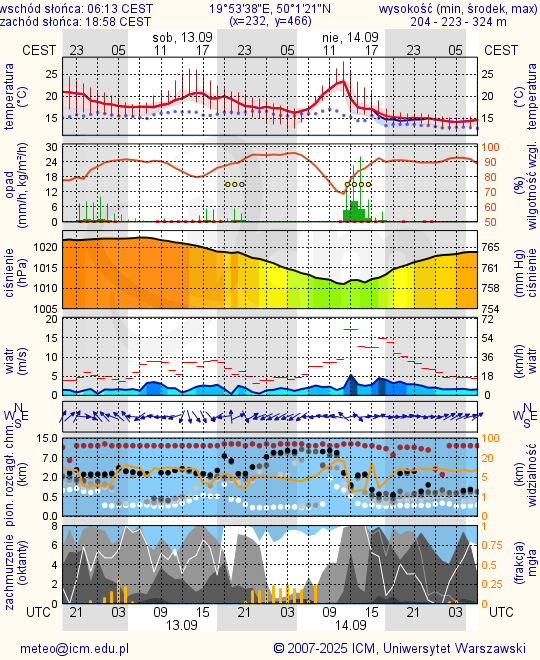 wschód słońca: 06:13 CEST 19°53'38"E, 50°1'21"N wysokość (min, środek, max)
zachód słońca: 18:58 CEST (x=232, y=466) 204 - 223 - 324 m
sob, 13.09 nie, 14.09
CEST 23 05 11 17 23 05 11 17 23 05 CEST
temperatura (°C) 25 20 15 25 20 15 (°C) temperatura
opad (mm/h, kg/m²/h) 30 24 18 12 6 0 100 90 80 70 60 50 (%) wilgotność wzgl.
ciśnienie (hPa) 1020 1015 1010 1005 765 761 758 754 (mm Hg) ciśnienie
wiatr (m/s) 20 15 10 5 0 72 54 36 18 0 (km/h) wiatr
N W E S N W E S
pion. rozciągł. chm. (km) 15.0 7.0 2.0 0.5 0.0 100 20 5 1 0 (km) widzialność
zachmurzenie (oktanty) 8 6 4 2 0 1 0.75 0.5 0.25 0 (frakcja) mgła
UTC 21 03 09 15 21 03 09 15 21 03 UTC
13.09 14.09
meteo@icm.edu.pl © 2007-2025 ICM, Uniwersytet Warszawski